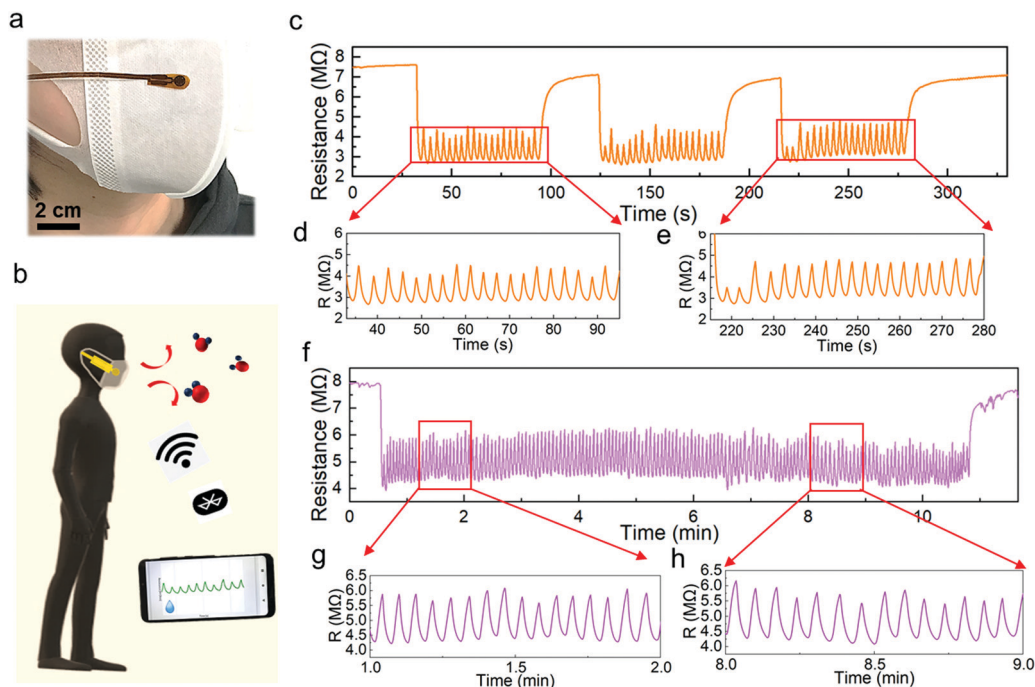 a
2 cm
b
c
Resistance (MΩ)
8
7
6
5
4
3
2
0 50 100 150 200 250 300
Time (s)
d
R (MΩ)
6
5
4
3
2
40 50 60 70 80 90
Time (s)
e
R (MΩ)
6
5
4
3
2
220 230 240 250 260 270 280
Time (s)
f
Resistance (MΩ)
8
7
6
5
4
0 2 4 6 8 10
Time (min)
g
R (MΩ)
6.5
6.0
5.5
5.0
4.5
4.0
1.0 1.5 2.0
Time (min)
h
R (MΩ)
6.5
6.0
5.5
5.0
4.5
4.0
8.0 8.5 9.0
Time (min)